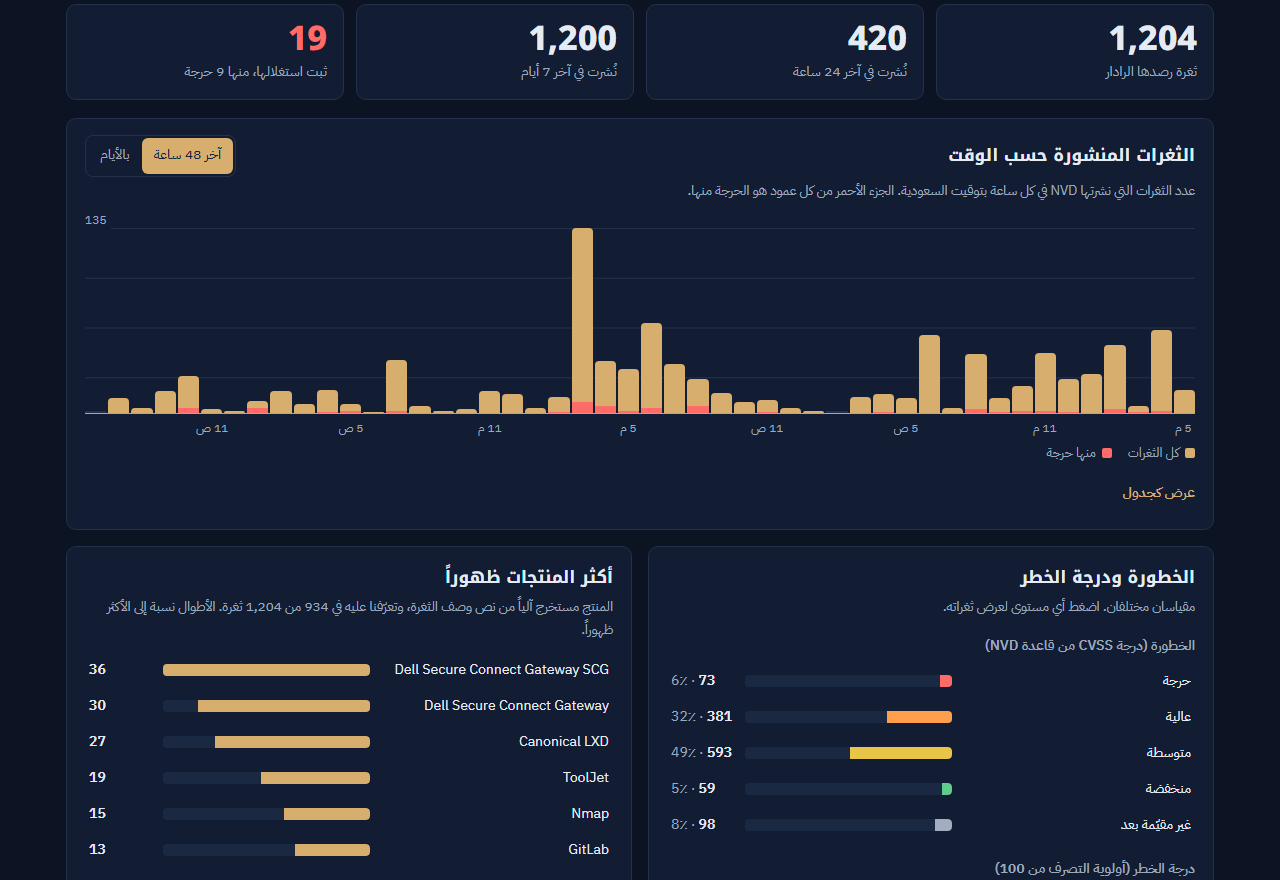 1,204
ثغرة رصدها الرادار
420
نُشرت في آخر 24 ساعة
1,200
نُشرت في آخر 7 أيام
19
ثبت استغلالها، منها 9 حرجة
الثغرات المنشورة حسب الوقت
آخر 48 ساعة
بالأيام
عدد الثغرات التي نشرتها NVD في كل ساعة بتوقيت السعودية. الجزء الأحمر من كل عمود هو الحرجة منها.
135
5 م
11 م
5 ص
11 ص
5 م
11 م
5 ص
11 ص
كل الثغرات
منها حرجة
عرض كجدول
الخطورة ودرجة الخطر
مقياسان مختلفان. اضغط أي مستوى لعرض ثغراته.
الخطورة (درجة CVSS من قاعدة NVD)
حرجة 73 · 6٪
عالية 381 · 32٪
متوسطة 593 · 49٪
منخفضة 59 · 5٪
غير مقيّمة بعد 98 · 8٪
درجة الخطر (أولوية التصرف من 100)
أكثر المنتجات ظهوراً
المنتج مستخرج آلياً من نص وصف الثغرة، وتعرّفنا عليه في 934 من 1,204 ثغرة. الأطوال نسبة إلى الأكثر
ظهوراً.
Dell Secure Connect Gateway SCG 36
Dell Secure Connect Gateway 30
Canonical LXD 27
ToolJet 19
Nmap 15
GitLab 13